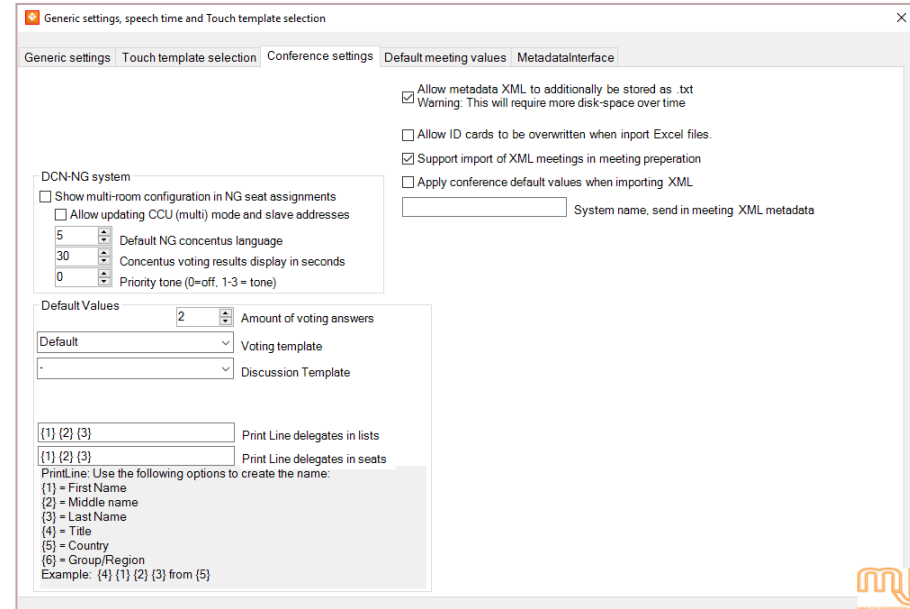 Generic settings, speech time and Touch template selection
Generic settings
Touch template selection
Conference settings
Default meeting values
MetadataInterface
Allow metadata XML to additionally be stored as .txt
Warning: This will require more disk-space over time
Allow ID cards to be overwritten when inport Excel files.
Support import of XML meetings in meeting preperation
Apply conference default values when importing XML
System name, send in meeting XML metadata
DCN-NG system
Show multi-room configuration in NG seat assignments
Allow updating CCU (multi) mode and slave addresses
5 Default NG concentus language
30 Concentus voting results display in seconds
0 Priority tone (0=off, 1-3 = tone)
Default Values
2 Amount of voting answers
Default Voting template
- Discussion Template
{1} {2} {3} Print Line delegates in lists
{1} {2} {3} Print Line delegates in seats
PrintLine: Use the following options to create the name:
{1} = First Name
{2} = Middle name
{3} = Last Name
{4} = Title
{5} = Country
{6} = Group/Region
Example: {4} {1} {2} {3} from {5}